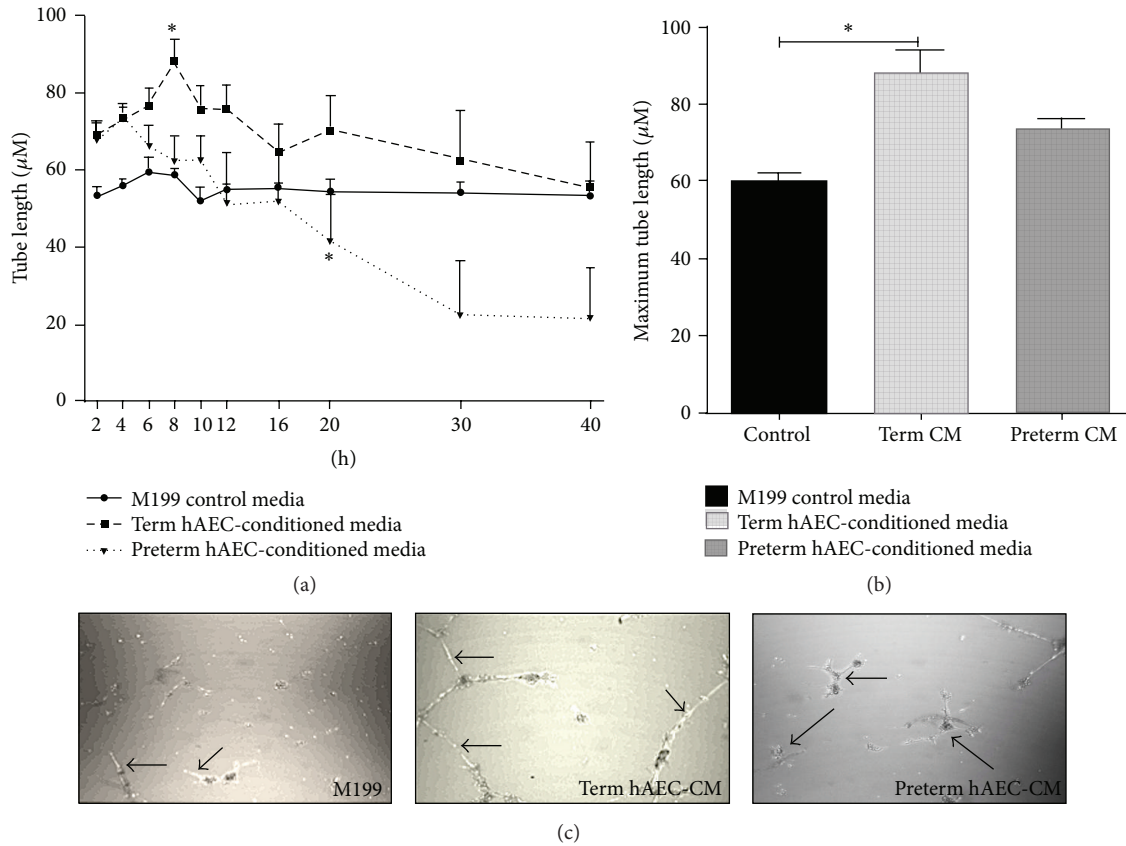 100
80
60
40
20
0
Tube length (μM)
*
*
2 4 6 8 10 12 16 20 30 40
(h)
M199 control media
Term hAEC-conditioned media
Preterm hAEC-conditioned media
(a)
100
80
60
40
20
0
Maximum tube length (μM)
*
Control Term CM Preterm CM
M199 control media
Term hAEC-conditioned media
Preterm hAEC-conditioned media
(b)
M199
Term hAEC-CM
Preterm hAEC-CM
(c)